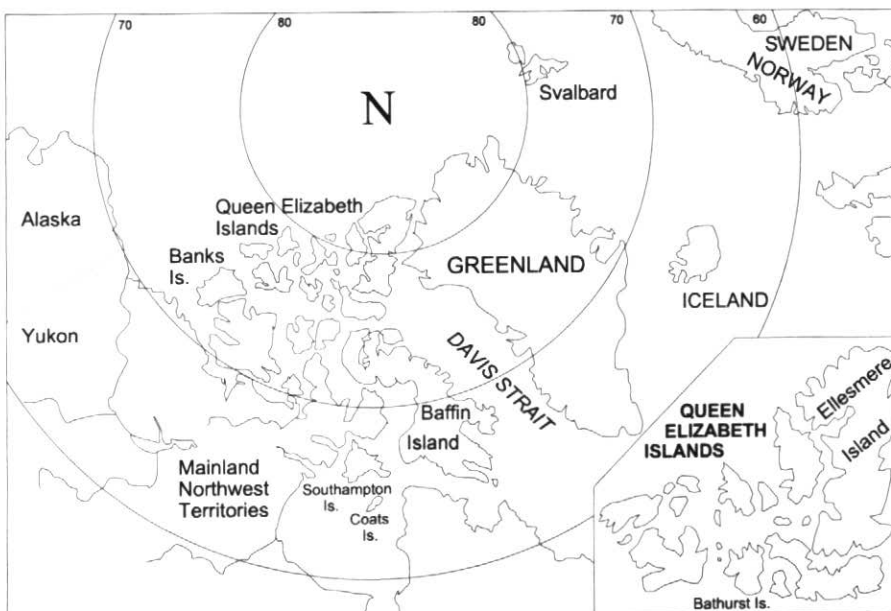 70
80
80
70
60
SWEDEN
NORWAY
Svalbard
N
Queen Elizabeth
Islands
Alaska
Banks
Is.
GREENLAND
ICELAND
Yukon
DAVIS STRAIT
Baffin
Island
Mainland
Northwest
Territories
Southampton
Is.
Coats
Is.
QUEEN
ELIZABETH
ISLANDS
Ellesmere
Island
Bathurst Is.